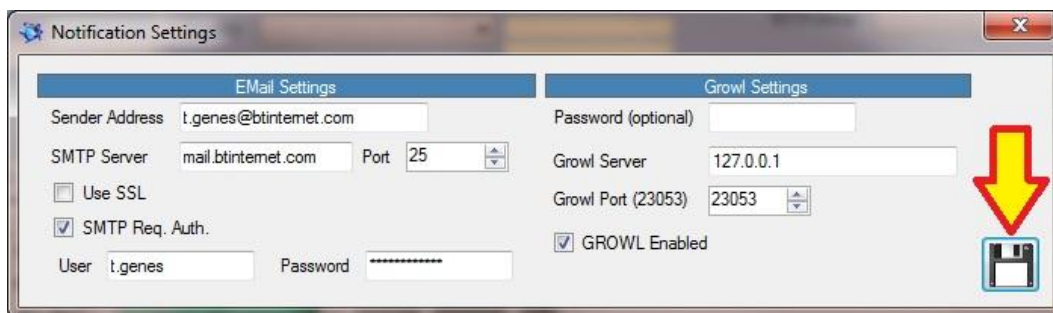 Notification Settings
EMail Settings
Sender Address t.genes@btinternet.com
SMTP Server mail.btinternet.com Port 25
Use SSL
SMTP Req. Auth.
User t.genes Password ************
Growl Settings
Password (optional)
Growl Server 127.0.0.1
Growl Port (23053) 23053
GROWL Enabled